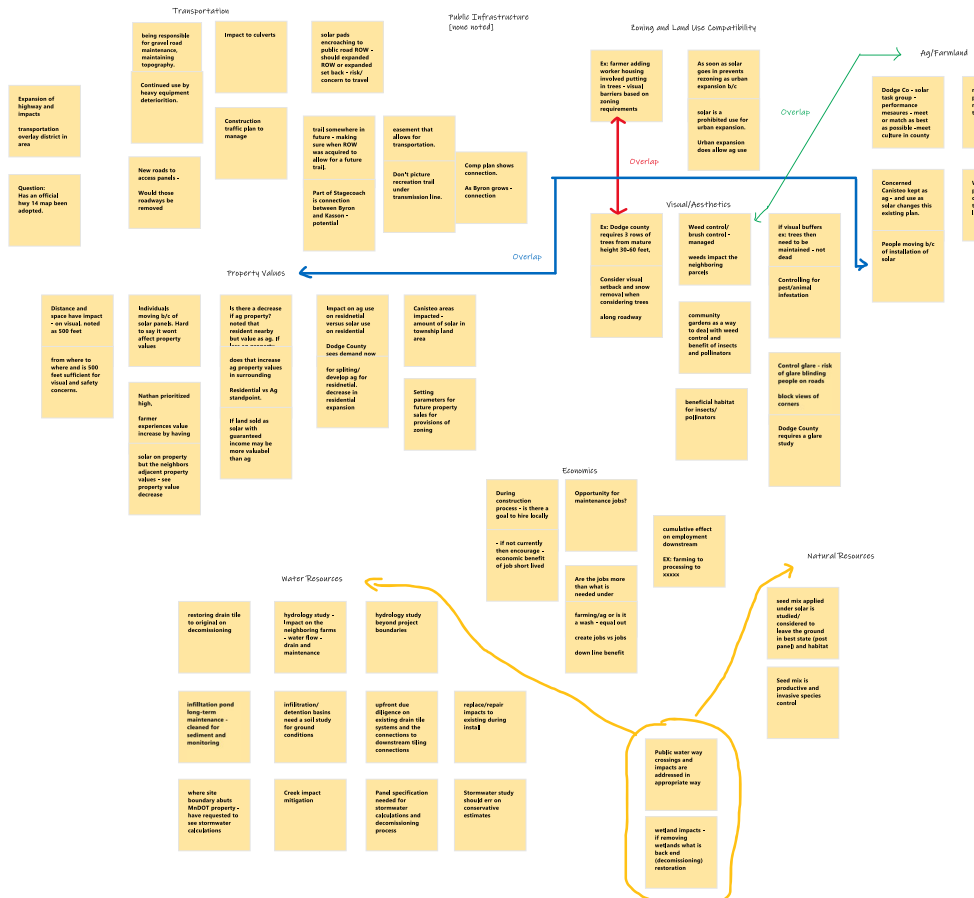 Transportation
being responsible
for gravel road
maintenance,
maintaining
topography.
Continued use by
heavy equipment
deteriorition.
Impact to culverts
solar pads
encroaching to
public road ROW -
should expanded
ROW or expanded
set back - risk/
concern to travel
Expansion of
highway and
impacts
transportation
overlay district in
area
Construction
traffic plan to
manage
trail somewhere in
future - making
sure when ROW
was acquired to
allow for a future
trail.
Part of Stagecoach
is connection
between Byron
and Kasson -
potential
easement that
allows for
transportation.
Don't picture
recreation trail
under
transmission line.
Comp plan shows
connection.
As Byron grows -
connection
New roads to
access panels -
Would those
roadways be
removed
Question:
Has an official
hwy 14 map been
adopted.
Public Infrastructure
[none noted]
Zoning and Land Use Compatibility
Ex: farmer adding
worker housing
involved putting
in trees - visual
barriers based on
zoning
requirements
As soon as solar
goes in prevents
rezoning as urban
expansion b/c
solar is a
prohibited use for
urban expansion.
Urban expansion
does allow ag use
Overlap
Overlap
Overlap
Ag/Farmland
Dodge Co - solar
task group -
performance
mesaures - meet
or match as best
as possible -meet
culture in county
Concerned
Canisteo kept as
ag - and use as
solar changes this
existing plan.
People moving b/c
of installation of
solar
Visual/Aesthetics
Ex: Dodge county
requires 3 rows of
trees from mature
height 30-60 feet,
Consider visual
setback and snow
removal when
considering trees
along roadway
Weed control/
brush control -
managed
weeds impact the
neighboring
parcels
If visual buffers
ex: trees then
need to be
maintained - not
dead
Controlling for
pest/animal
infestation
community
gardens as a way
to deal with weed
control and
benefit of insects
and pollinators
Control glare - risk
of glare blinding
people on roads
block views of
corners
Dodge County
requires a glare
study
beneficial habitat
for insects/
pollinators
Property Values
Distance and
space have impact
- on visual. noted
as 500 feet
from where to
where and is 500
feet sufficient for
visual and safety
concerns.
Individuals
moving b/c of
solar panels. Hard
to say it wont
affect property
values
Nathan prioritized
high,
farmer
experiences value
increase by having
solar on property
but the neighbors
adjacent property
values - see
property value
decrease
Is there a decrease
if ag property?
noted that
resident nearby
but value as ag. If
does that increase
ag property values
in surrounding
Residential vs Ag
standpoint.
If land sold as
solar with
guaranteed
income may be
more valuabel
than ag
Impact on ag use
on residnetial
versus solar use
on residential
Dodge County
sees demand now
for spliting/
develop ag for
residnetial.
decrease in
residential
expansion
Canisteo areas
impacted -
amount of solar in
township land
area
Setting
parameters for
future property
sales for
provisions of
zoning
Economics
During
construction
process - is there a
goal to hire locally
- if not currently
then encourage -
economic benefit
of job short lived
Opportunity for
maintenance jobs?
cumulative effect
on employment
downstream
EX: farming to
processing to
xxxxx
Are the jobs more
than what is
needed under
farming/ag or is it
a wash - equal out
create jobs vs jobs
down line benefit
Water Resources
restoring drain tile
to original on
decomissioning
hydrology study -
impact on the
neighboring farms
- water flow -
drain and
maintenance
hydrology study
beyond project
boundaries
infilltation pond
long-term
maintenance -
cleaned for
sediment and
monitoring
infiltration/
detention basins
need a soil study
for ground
conditions
upfront due
diligence on
existing drain tile
systems and the
connections to
downstream tiling
connections
replace/repair
impacts to
existing during
install
where site
boundary abuts
MnDOT property -
have requested to
see stormwater
calculations
Creek impact
mitigation
Panel specification
needed for
stormwater
calculations and
decomissioning
process
Stormwater study
should err on
conservative
estimates
Natural Resources
seed mix applied
under solar is
studied/
considered to
leave the ground
in best state (post
panel) and habitat
Seed mix is
productive and
invasive species
control
Public water way
crossings and
impacts are
addressed in
appropriate way
wetland impacts -
if removing
wetlands what is
back end
(decomissioning)
restoration